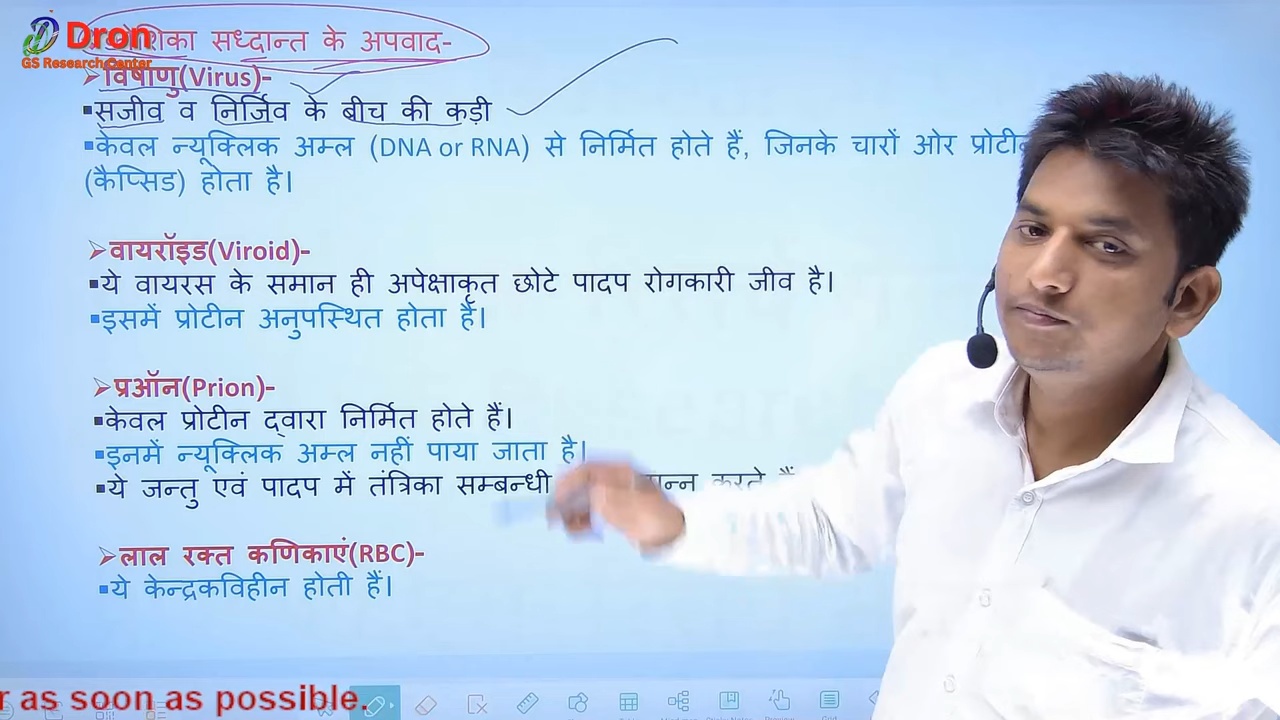 Dron
GS Research Center
सध्दान्त के अपवाद-
➢विषाणु(Virus)-
▪सजीव व निर्जिव के बीच की कड़ी
▪केवल न्यूक्लिक अम्ल (DNA or RNA) से निर्मित होते हैं, जिनके चारों ओर
(कैप्सिड) होता है।
➢वायरॉइड(Viroid)-
▪ये वायरस के समान ही अपेक्षाकृत छोटे पादप रोगकारी जीव है।
▪इसमें प्रोटीन अनुपस्थित होता है।
➢प्रऑन(Prion)-
▪केवल प्रोटीन द्वारा निर्मित होते हैं।
▪इनमें न्यूक्लिक अम्ल नहीं पाया जाता है।
▪ये जन्तु एवं पादप में तंत्रिका सम्बन्धी करते हैं
➢लाल रक्त कणिकाएं(RBC)-
▪ये केन्द्रकविहीन होती हैं।
as soon as possible.